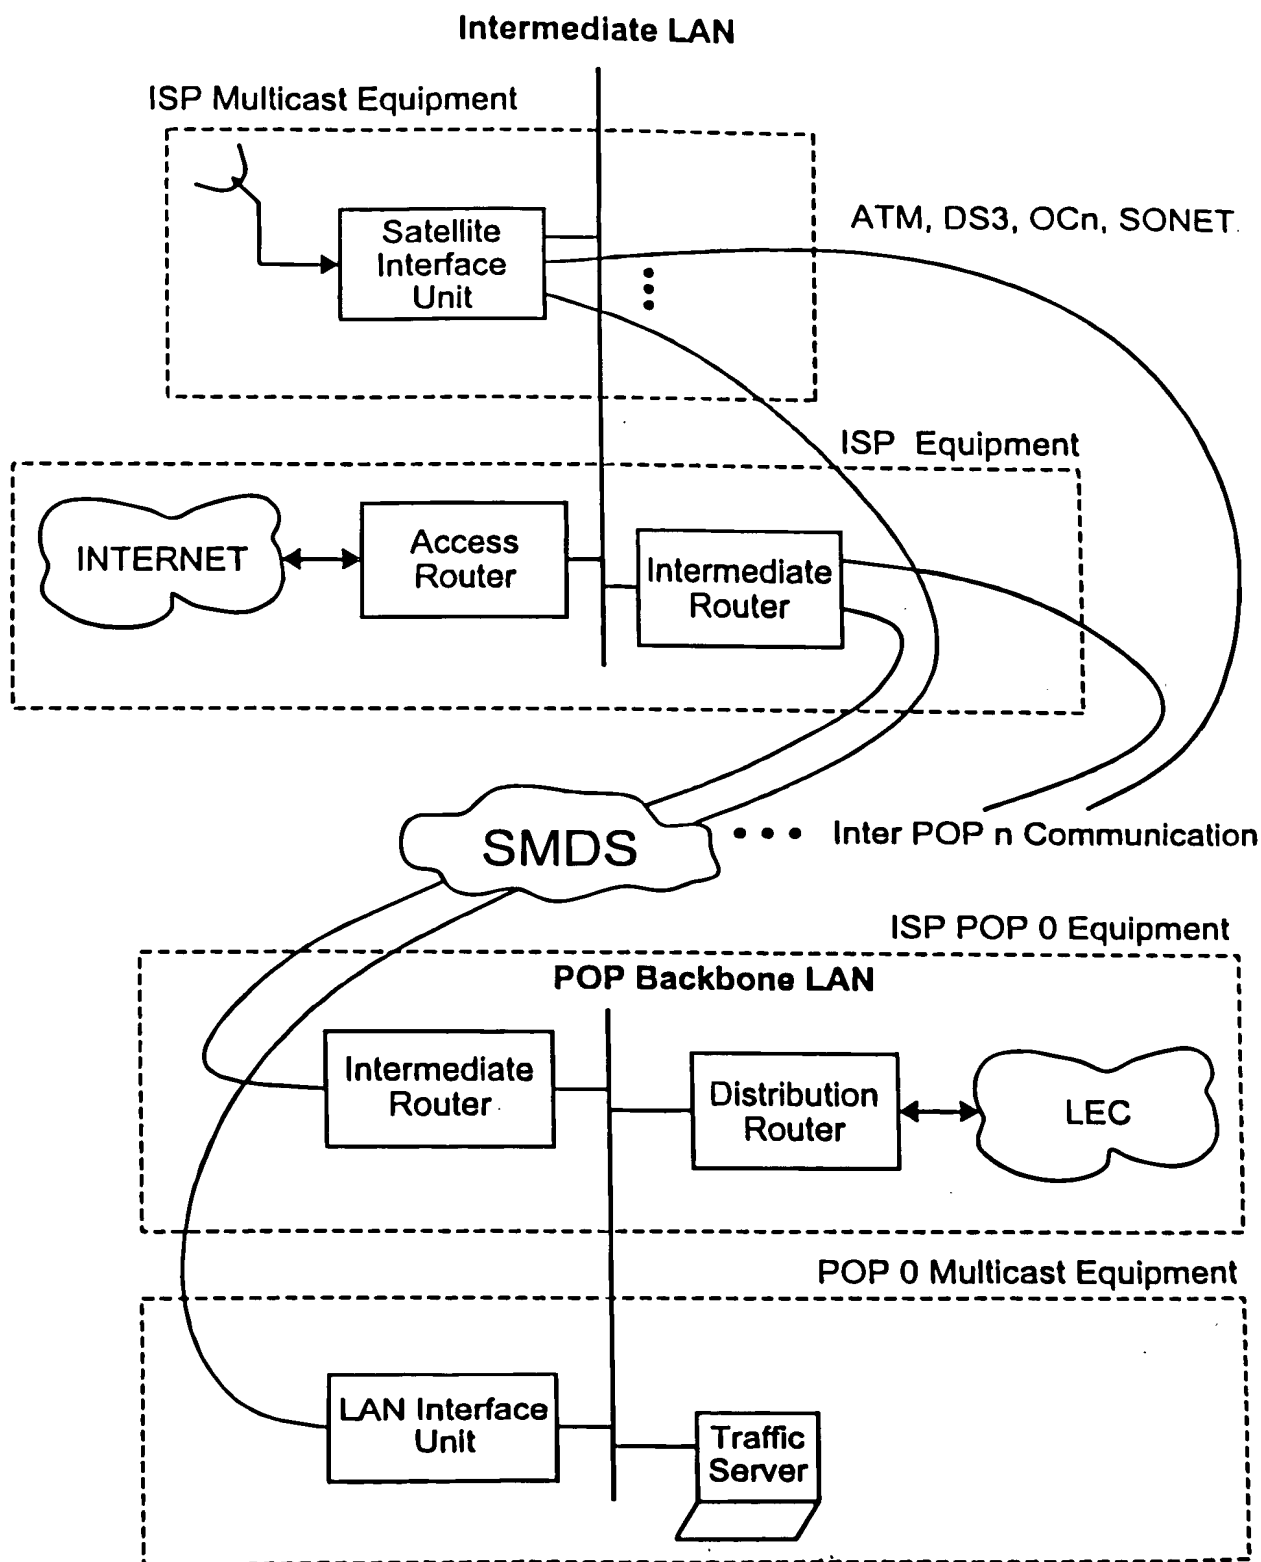 Intermediate LAN
ISP Multicast Equipment
Satellite
Interface
Unit
ATM, DS3, OCn, SONET
ISP Equipment
INTERNET
Access
Router
Intermediate
Router
SMDS
Inter POP n Communication
ISP POP 0 Equipment
POP Backbone LAN
Intermediate
Router
Distribution
Router
LEC
POP 0 Multicast Equipment
LAN Interface
Unit
Traffic
Server